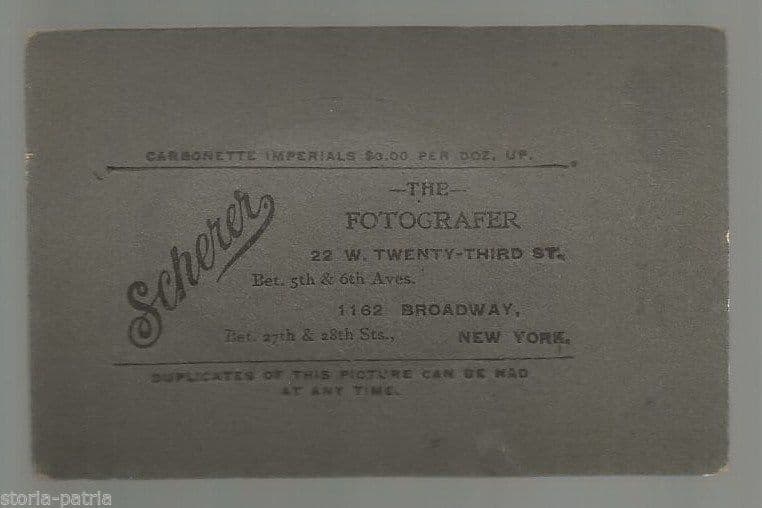 CARBONETTE IMPERIALS $3.00 PER DOZ. UP.
Scherer
—THE—
FOTOGRAFER
22 W. TWENTY-THIRD ST.
Bet. 5th & 6th Aves.
1162 BROADWAY,
Bet. 27th & 28th Sts., NEW YORK.
DUPLICATES OF THIS PICTURE CAN BE HAD
AT ANY TIME.
storia-patria